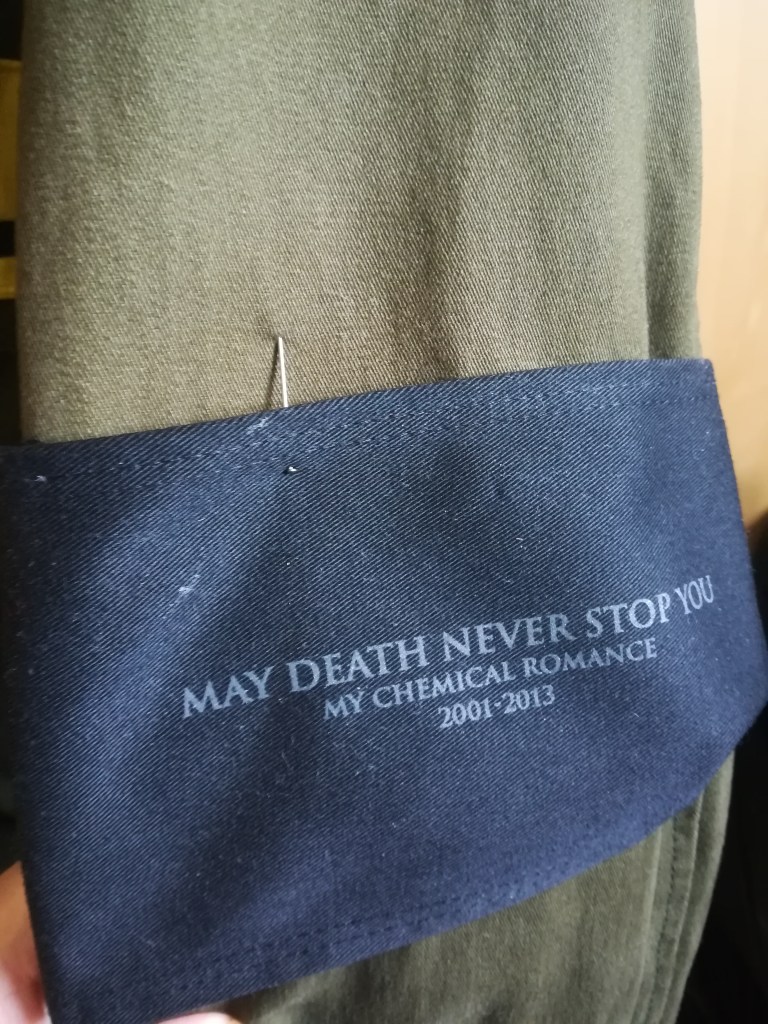 MAY DEATH NEVER STOP YOU
MY CHEMICAL ROMANCE
2001-2013